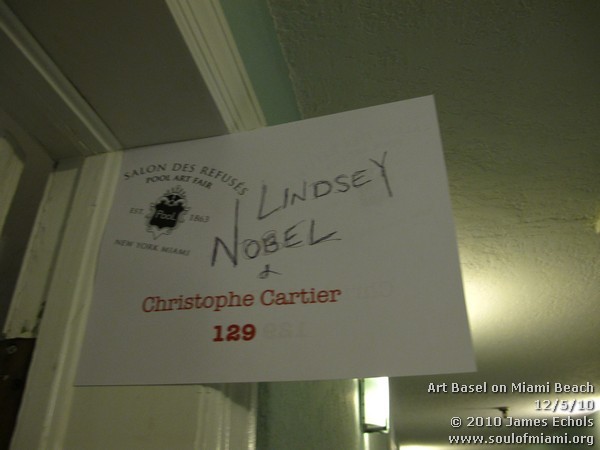 SALON DES REFUSÉS
POOL ART FAIR
EST. Pool 1863
NEW YORK MIAMI
LINDSEY
NOBEL
&
Christophe Cartier
129
Art Basel on Miami Beach
12/5/10
© 2010 James Echols
www.soulofmiami.org